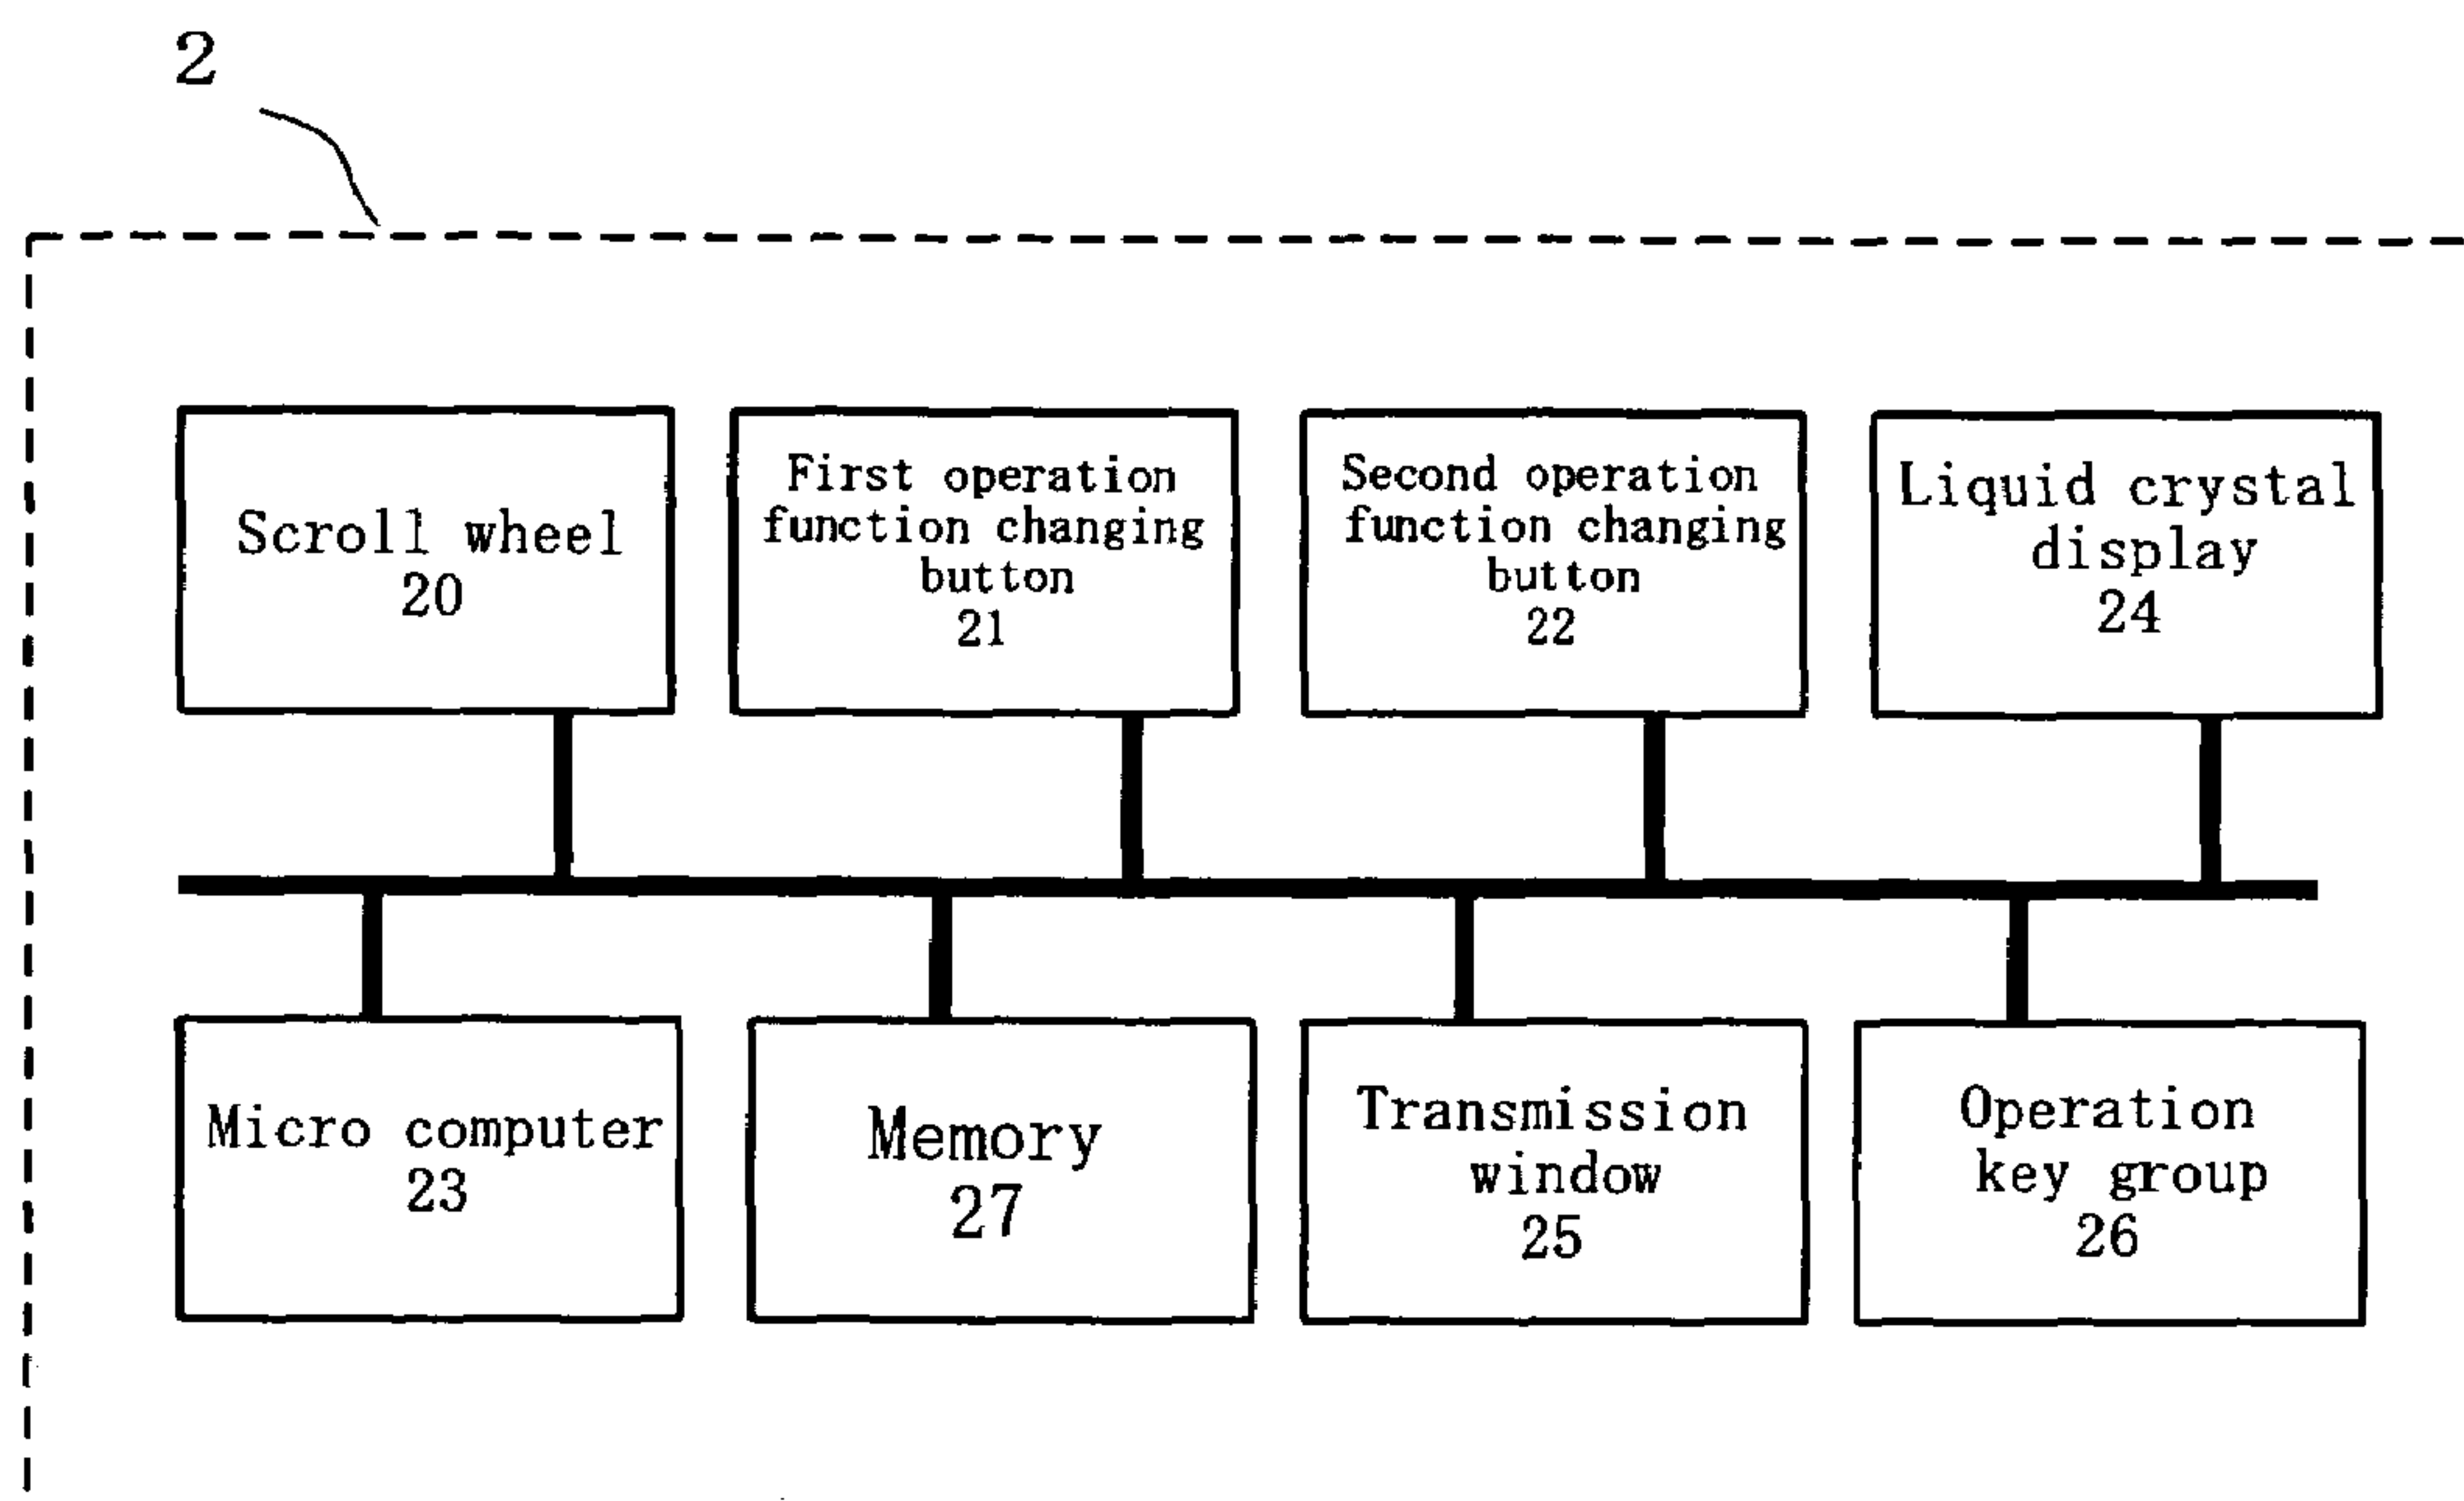 2
Scroll wheel
20
First operation
function changing
button
21
Second operation
function changing
button
22
Liquid crystal
display
24
Micro computer
23
Memory
27
Transmission
window
25
Operation
key group
26